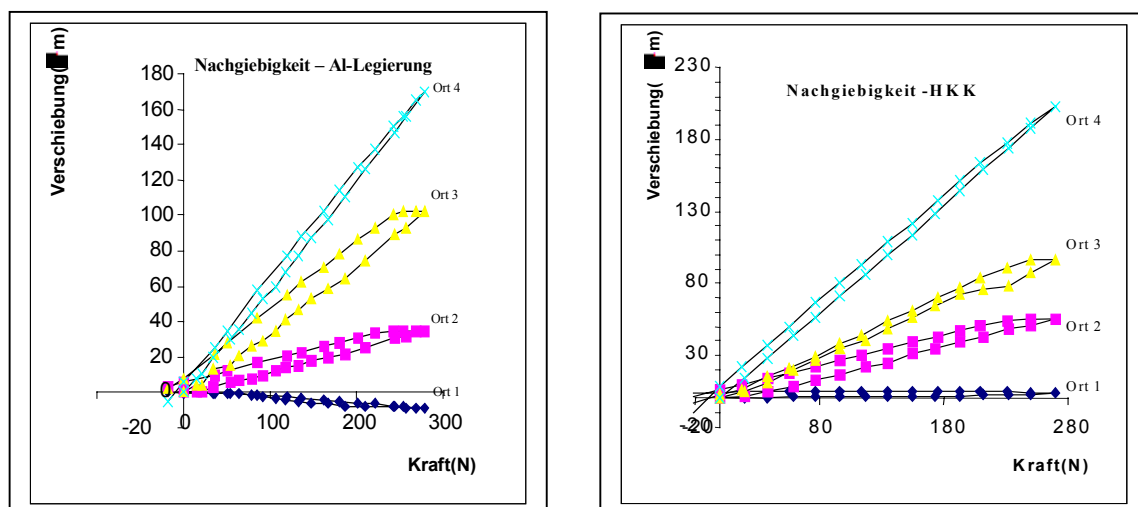 Verschiebung( m)
Nachgiebigkeit – Al-Legierung
180
160
140
120
100
80
60
40
20
0
-20
0
100
200
300
Ort 4
Ort 3
Ort 2
Ort 1
Kraft(N)
Verschiebung( m)
Nachgiebigkeit -HKK
230
180
130
80
30
-20
-20
80
180
280
Ort 4
Ort 3
Ort 2
Ort 1
Kraft(N)